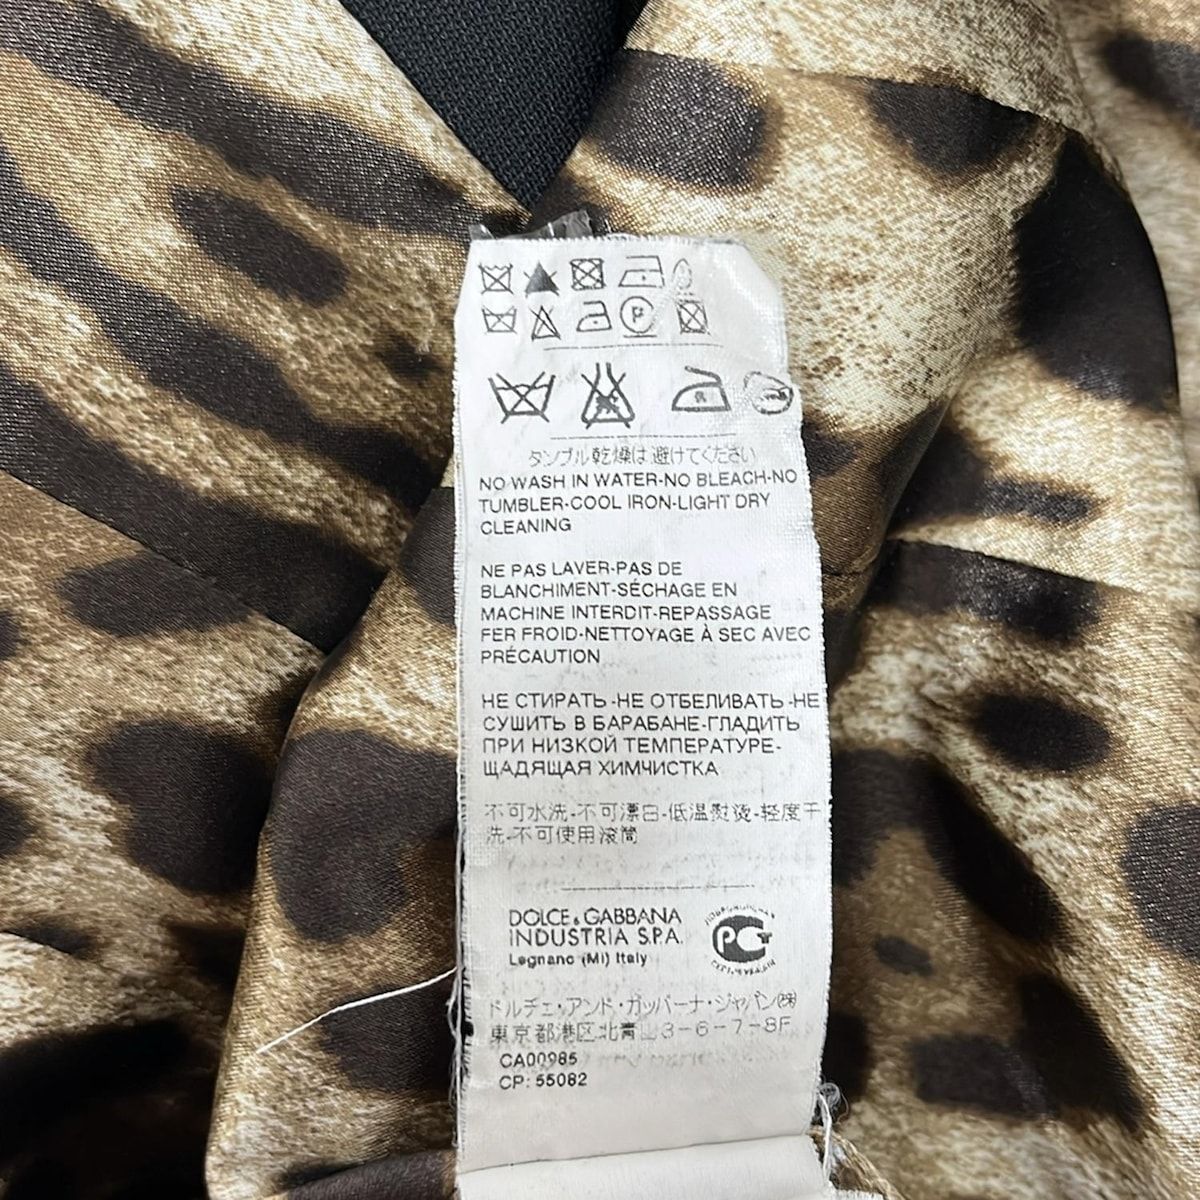 タンブル乾燥は避けてください
NO WASH IN WATER-NO BLEACH-NO
TUMBLER-COOL IRON-LIGHT DRY
CLEANING
NE PAS LAVER-PAS DE
BLANCHIMENT-SÉCHAGE EN
MACHINE INTERDIT-REPASSAGE
FER FROID-NETTOYAGE À SEC AVEC
PRÉCAUTION
НЕ СТИРАТЬ-НЕ ОТБЕЛИВАТЬ-НЕ
СУШИТЬ В БАРАБАНЕ-ГЛАДИТЬ
ПРИ НИЗКОЙ ТЕМПЕРАТУРЕ-
ЩАДЯЩАЯ ХИМЧИСТКА
不可水洗-不可漂白-低温熨烫-轻度干
洗-不可使用滚筒
DOLCE & GABBANA
INDUSTRIA S.P.A.
Legnano (MI) Italy
PCT
ドルチェ・アンド・ガッバーナ・ジャパン㈱
東京都港区北青山3-6-7-8F
CA00985
CP: 55082